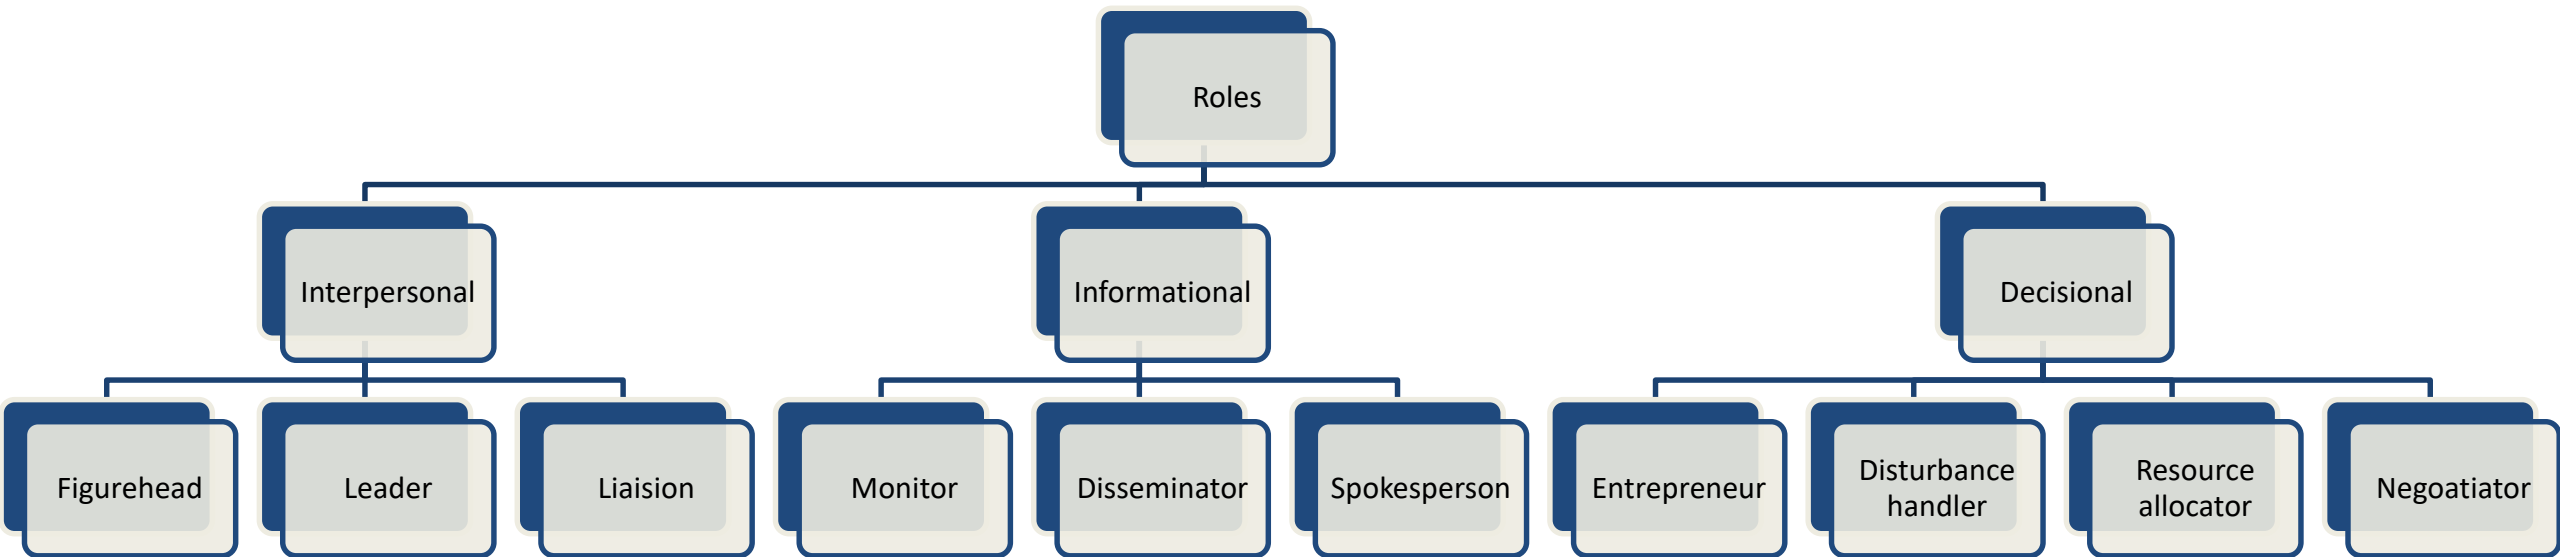 Roles
Interpersonal
Informational
Decisional
Figurehead
Leader
Liaision
Monitor
Disseminator
Spokesperson
Entrepreneur
Disturbance
handler
Resource
allocator
Negoatiator